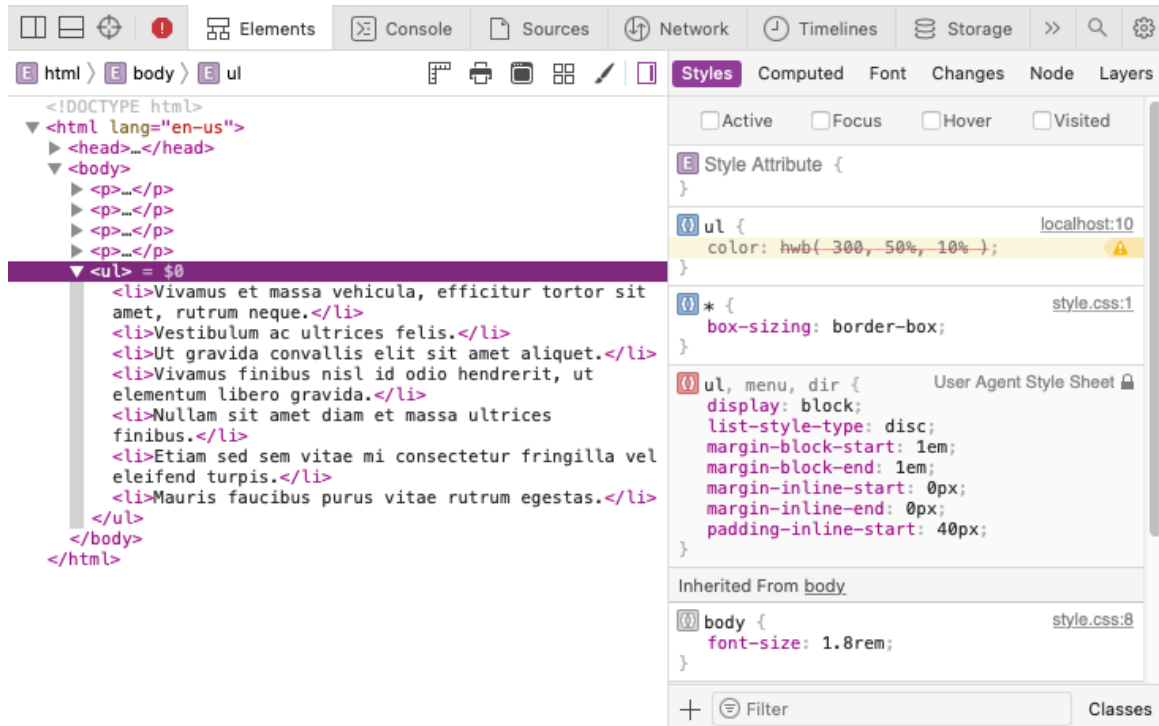 Elements Console Sources Network Timelines Storage
E html 〉 E body 〉 E ul
Styles Computed Font Changes Node Layers
<!DOCTYPE html>
<html lang="en-us">
<head>…</head>
<body>
<p>…</p>
<p>…</p>
<p>…</p>
<p>…</p>
<ul> = $0
<li>Vivamus et massa vehicula, efficitur tortor sit
amet, rutrum neque.</li>
<li>Vestibulum ac ultrices felis.</li>
<li>Ut gravida convallis elit sit amet aliquet.</li>
<li>Vivamus finibus nisl id odio hendrerit, ut
elementum libero gravida.</li>
<li>Nullam sit amet diam et massa ultrices
finibus.</li>
<li>Etiam sed sem vitae mi consectetur fringilla vel
eleifend turpis.</li>
<li>Mauris faucibus purus vitae rutrum egestas.</li>
</ul>
</body>
</html>
Active Focus Hover Visited
E Style Attribute {
}
ul { localhost:10
color: hwb( 300, 50%, 10% );
}
* { style.css:1
box-sizing: border-box;
}
ul, menu, dir { User Agent Style Sheet
display: block;
list-style-type: disc;
margin-block-start: 1em;
margin-block-end: 1em;
margin-inline-start: 0px;
margin-inline-end: 0px;
padding-inline-start: 40px;
}
Inherited From body
body { style.css:8
font-size: 1.8rem;
}
Filter Classes